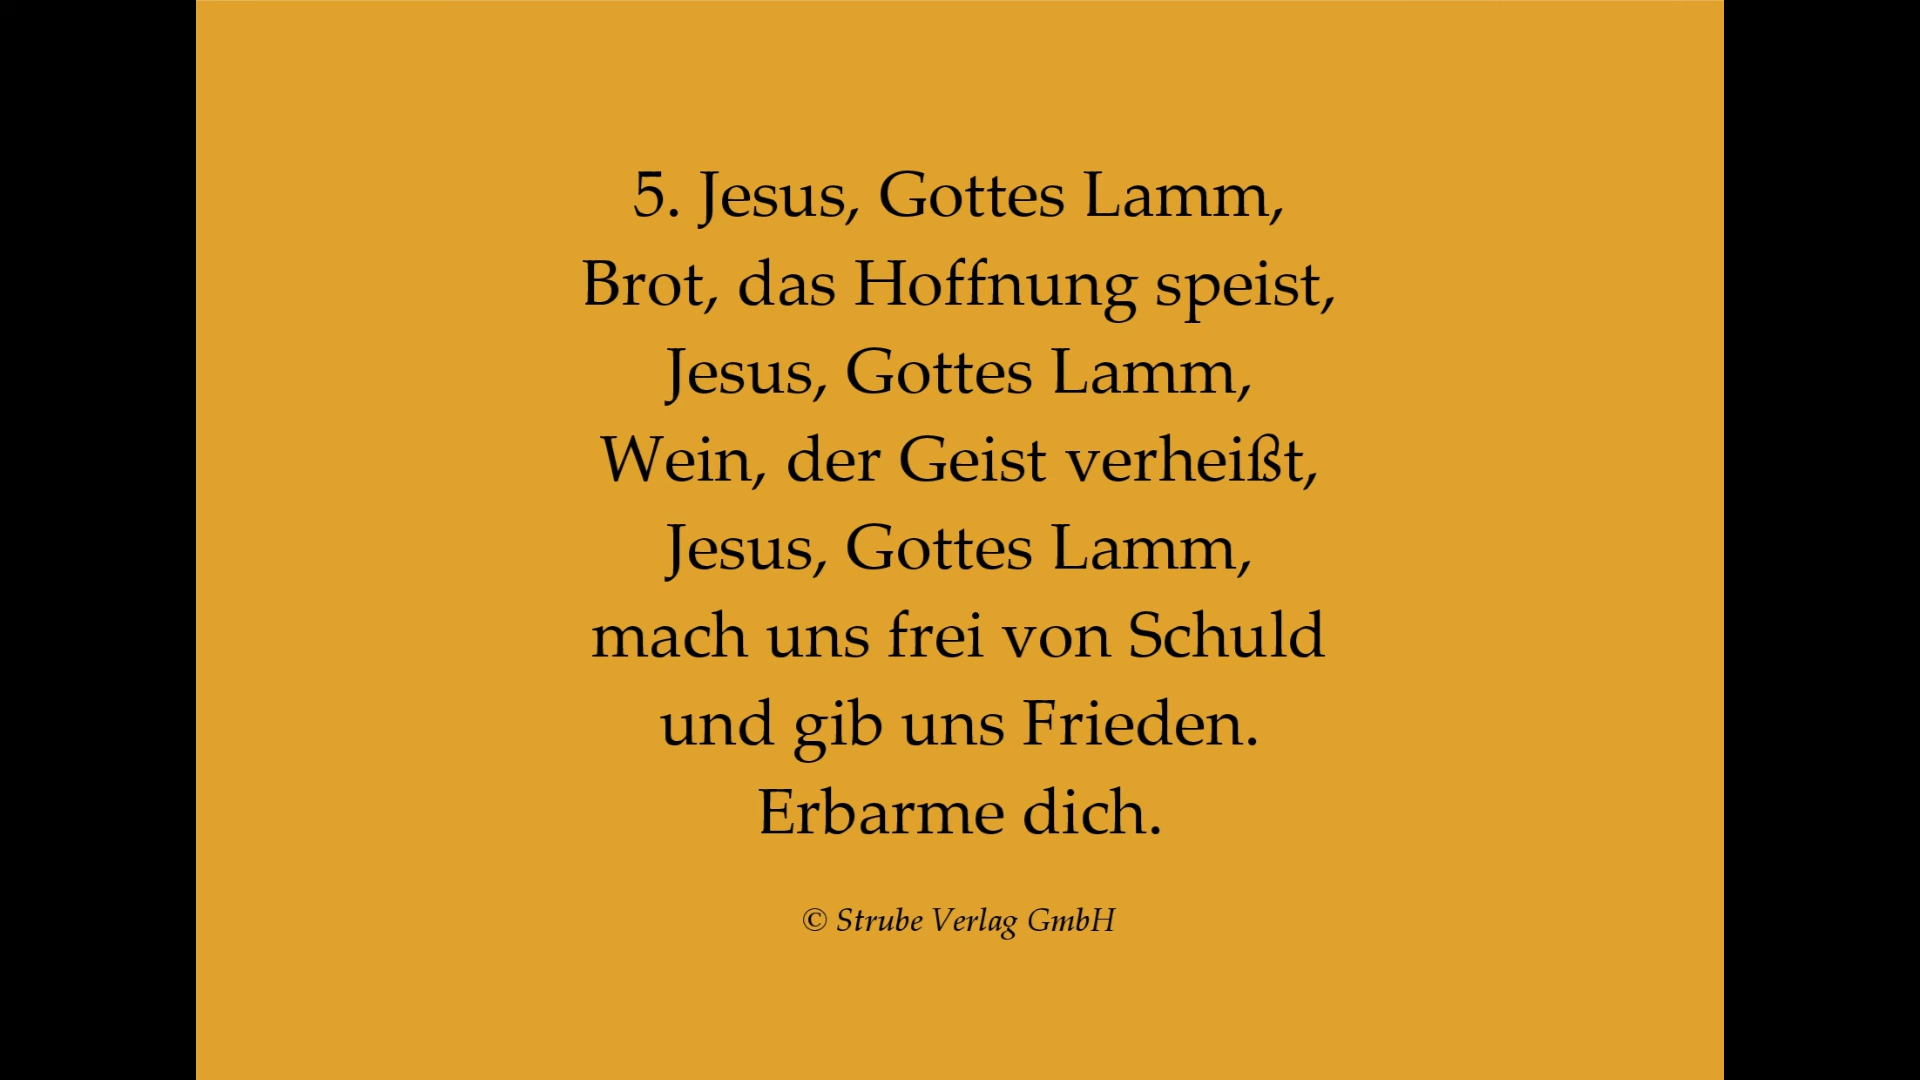 5. Jesus, Gottes Lamm,
Brot, das Hoffnung speist,
Jesus, Gottes Lamm,
Wein, der Geist verheißt,
Jesus, Gottes Lamm,
mach uns frei von Schuld
und gib uns Frieden.
Erbarme dich.
© Strube Verlag GmbH